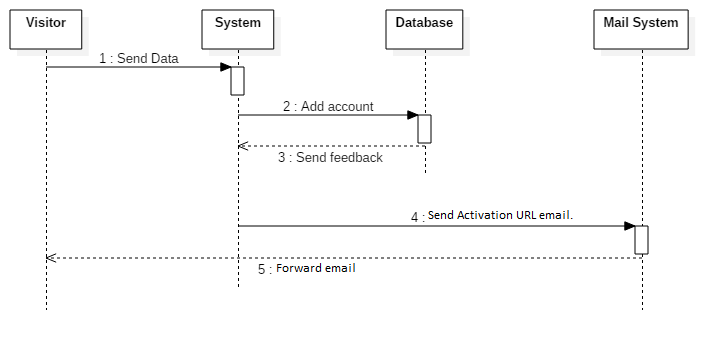 Visitor
System
Database
Mail System
1 : Send Data
2 : Add account
3 : Send feedback
4 : Send Activation URL email.
5 : Forward email